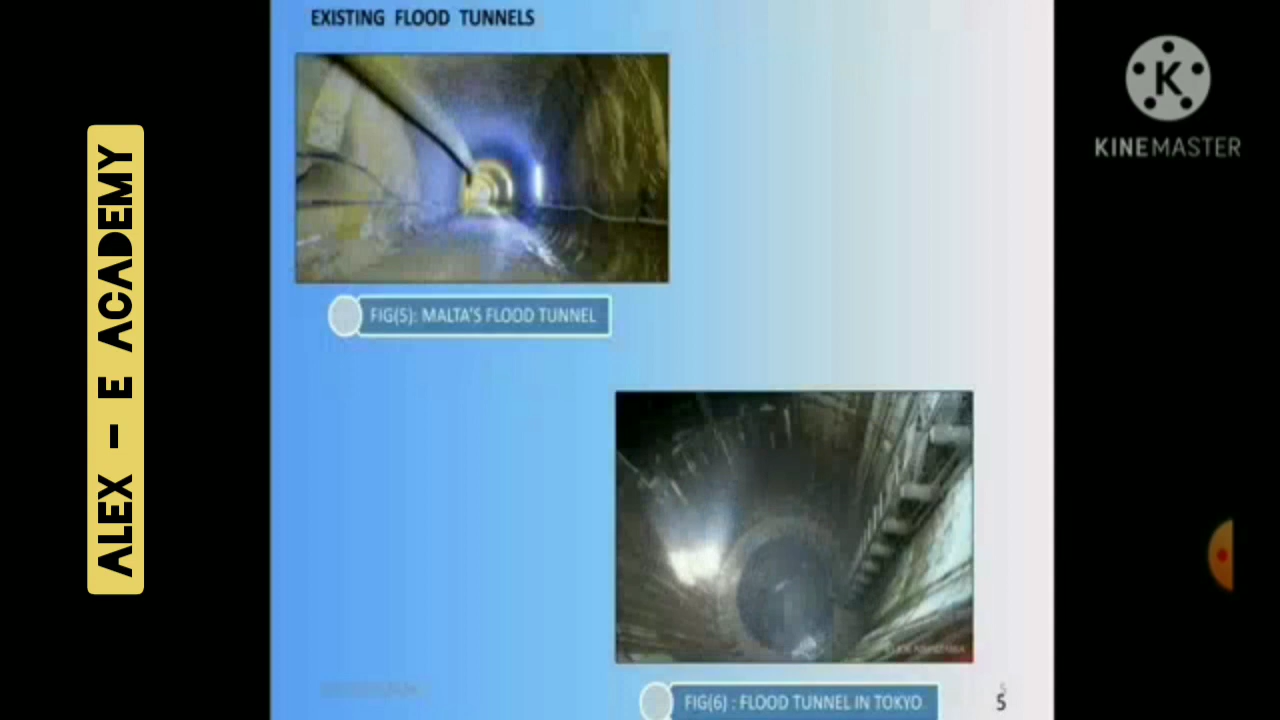 EXISTING FLOOD TUNNELS
ALEX - E ACADEMY
K
KINEMASTER
FIG(5): MALTA'S FLOOD TUNNEL
FIG(6) : FLOOD TUNNEL IN TOKYO
5